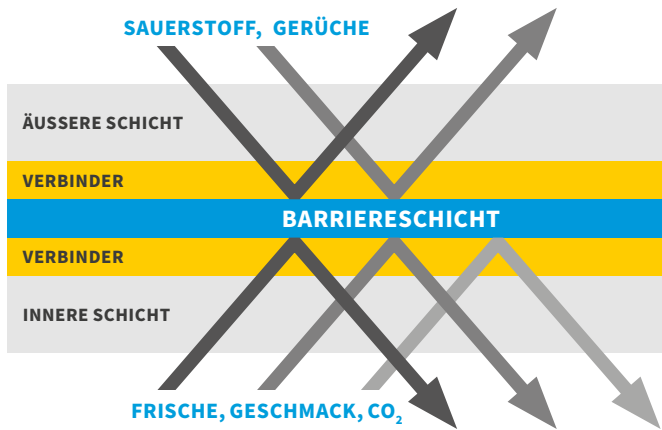 SAUERSTOFF, GERÜCHE
ÄUSSERE SCHICHT
VERBINDER
BARRIERESCHICHT
VERBINDER
INNERE SCHICHT
FRISCHE, GESCHMACK, CO₂